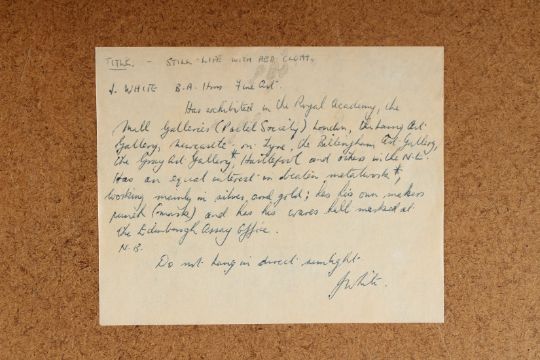 TITLE. - STILL LIFE WITH RED CLOTH.
J. WHITE B.A. Hons Fine Art.
Has exhibited in the Royal Academy, the
Mall Galleries (Pastel Society) London, the Laing Art
Gallery, Newcastle on Tyne, the Billingham Art Gallery,
the Gray Art Gallery, Hartlepool and others in the N.E.
Has an equal interest in beaten metalwork,
working mainly in silver, and gold; has his own makers
punch (marks) and has his wares hall marked at
the Edinburgh Assay Office.
N.B.
Do not hang in direct sunlight.
J White.